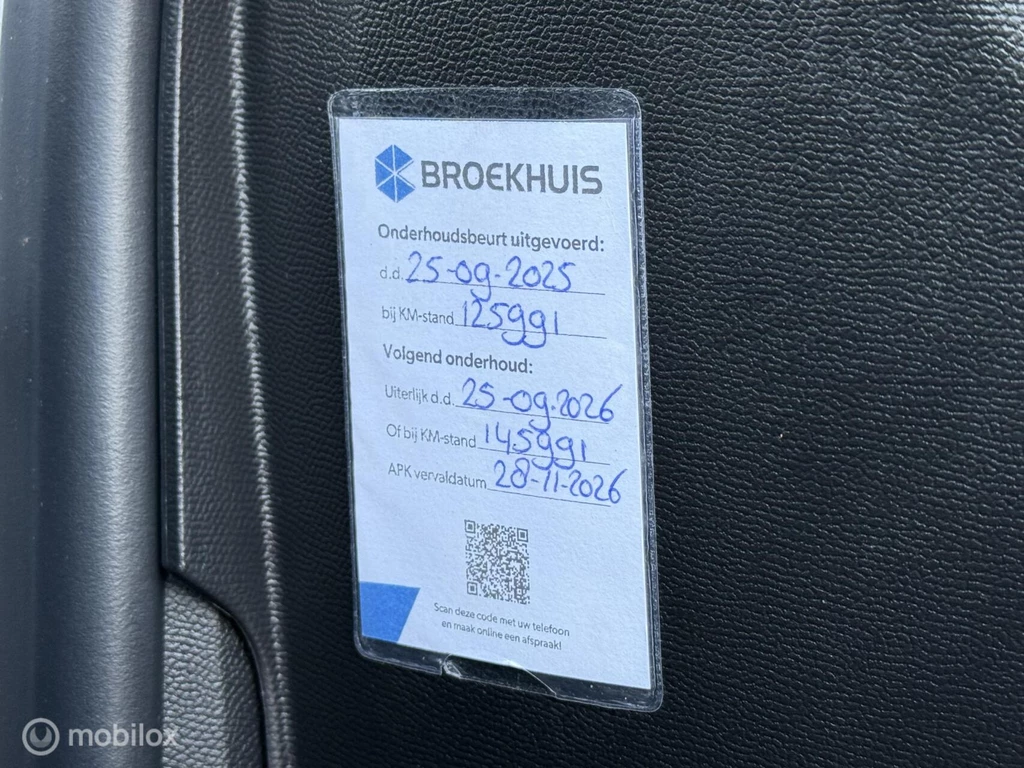 BROEKHUIS
Onderhoudsbeurt uitgevoerd:
d.d. 25-09-2025
bij KM-stand 125991
Volgend onderhoud:
Uiterlijk d.d. 25-09-2026
Of bij KM-stand 145991
APK vervaldatum 28-11-2026
Scan deze code met uw telefoon
en maak online een afspraak!
mobilox